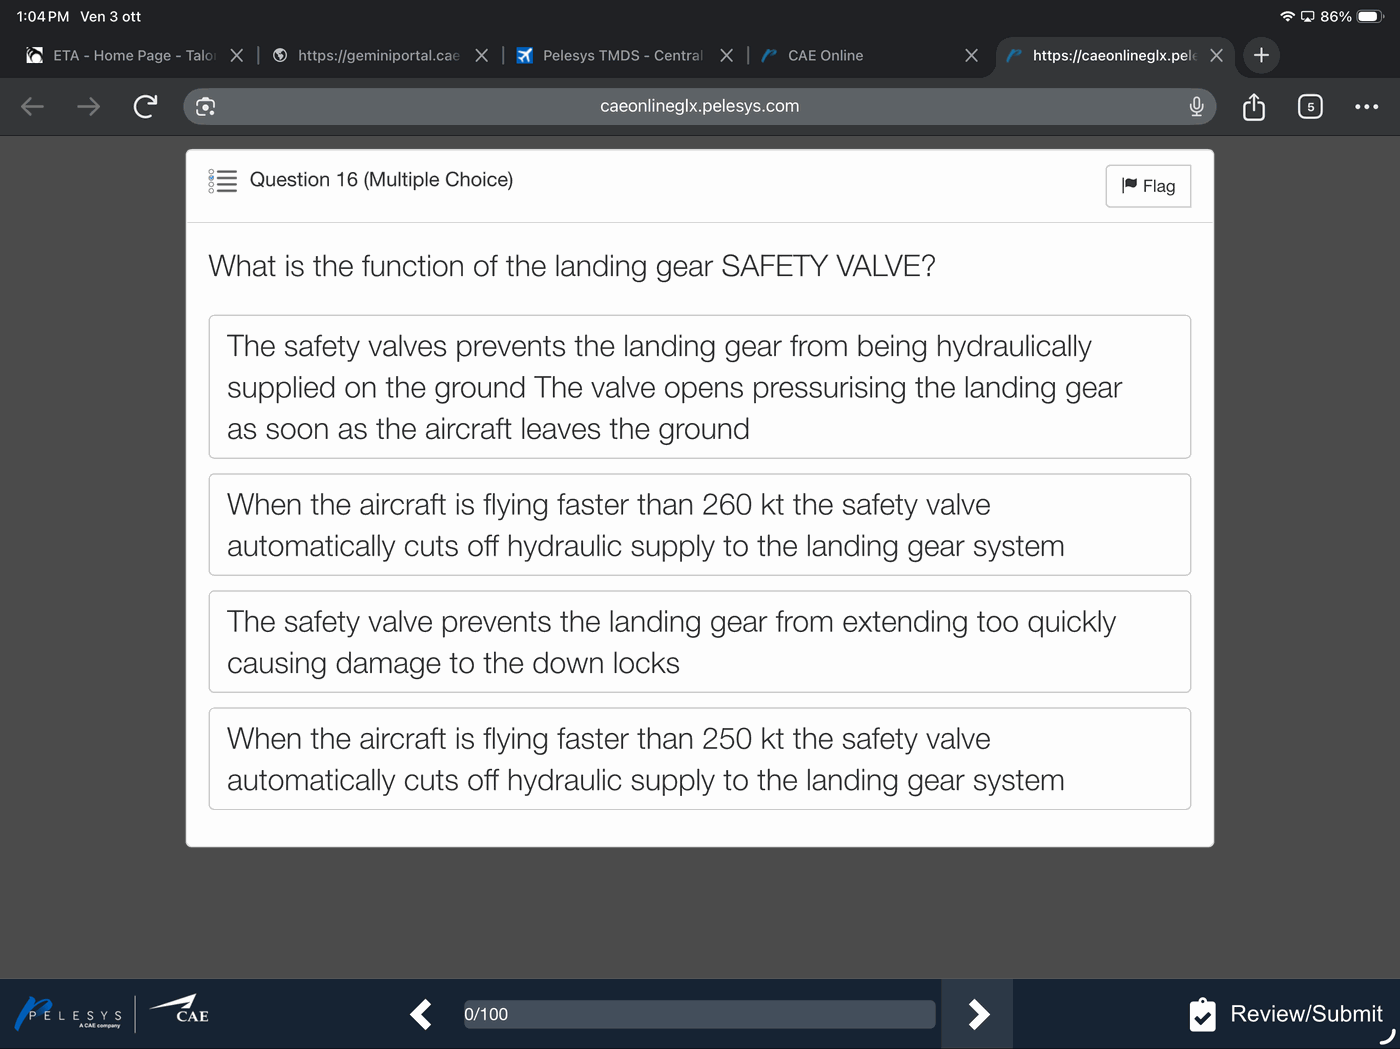 1:04 PM Ven 3 ott
86%
ETA - Home Page - Talo
https://geminiportal.cae
Pelesys TMDS - Central
CAE Online
https://caeonlineglx.pele
caeonlineglx.pelesys.com
5
Question 16 (Multiple Choice)
Flag
What is the function of the landing gear SAFETY VALVE?
The safety valves prevents the landing gear from being hydraulically
supplied on the ground The valve opens pressurising the landing gear
as soon as the aircraft leaves the ground
When the aircraft is flying faster than 260 kt the safety valve
automatically cuts off hydraulic supply to the landing gear system
The safety valve prevents the landing gear from extending too quickly
causing damage to the down locks
When the aircraft is flying faster than 250 kt the safety valve
automatically cuts off hydraulic supply to the landing gear system
PELESYS
A CAE company
CAE
0/100
Review/Submit